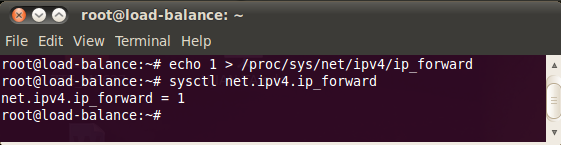 root@load-balance: ~
File Edit View Terminal Help
root@load-balance:~# echo 1 > /proc/sys/net/ipv4/ip_forward
root@load-balance:~# sysctl net.ipv4.ip_forward
net.ipv4.ip_forward = 1
root@load-balance:~#